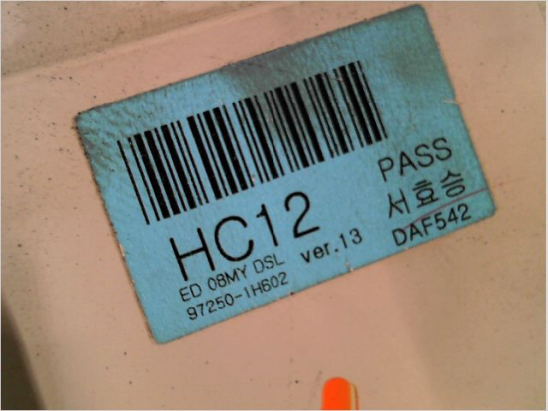 HC12
ED 08MY DSL ver.13
97250-1H602
PASS
서효승
DAF542